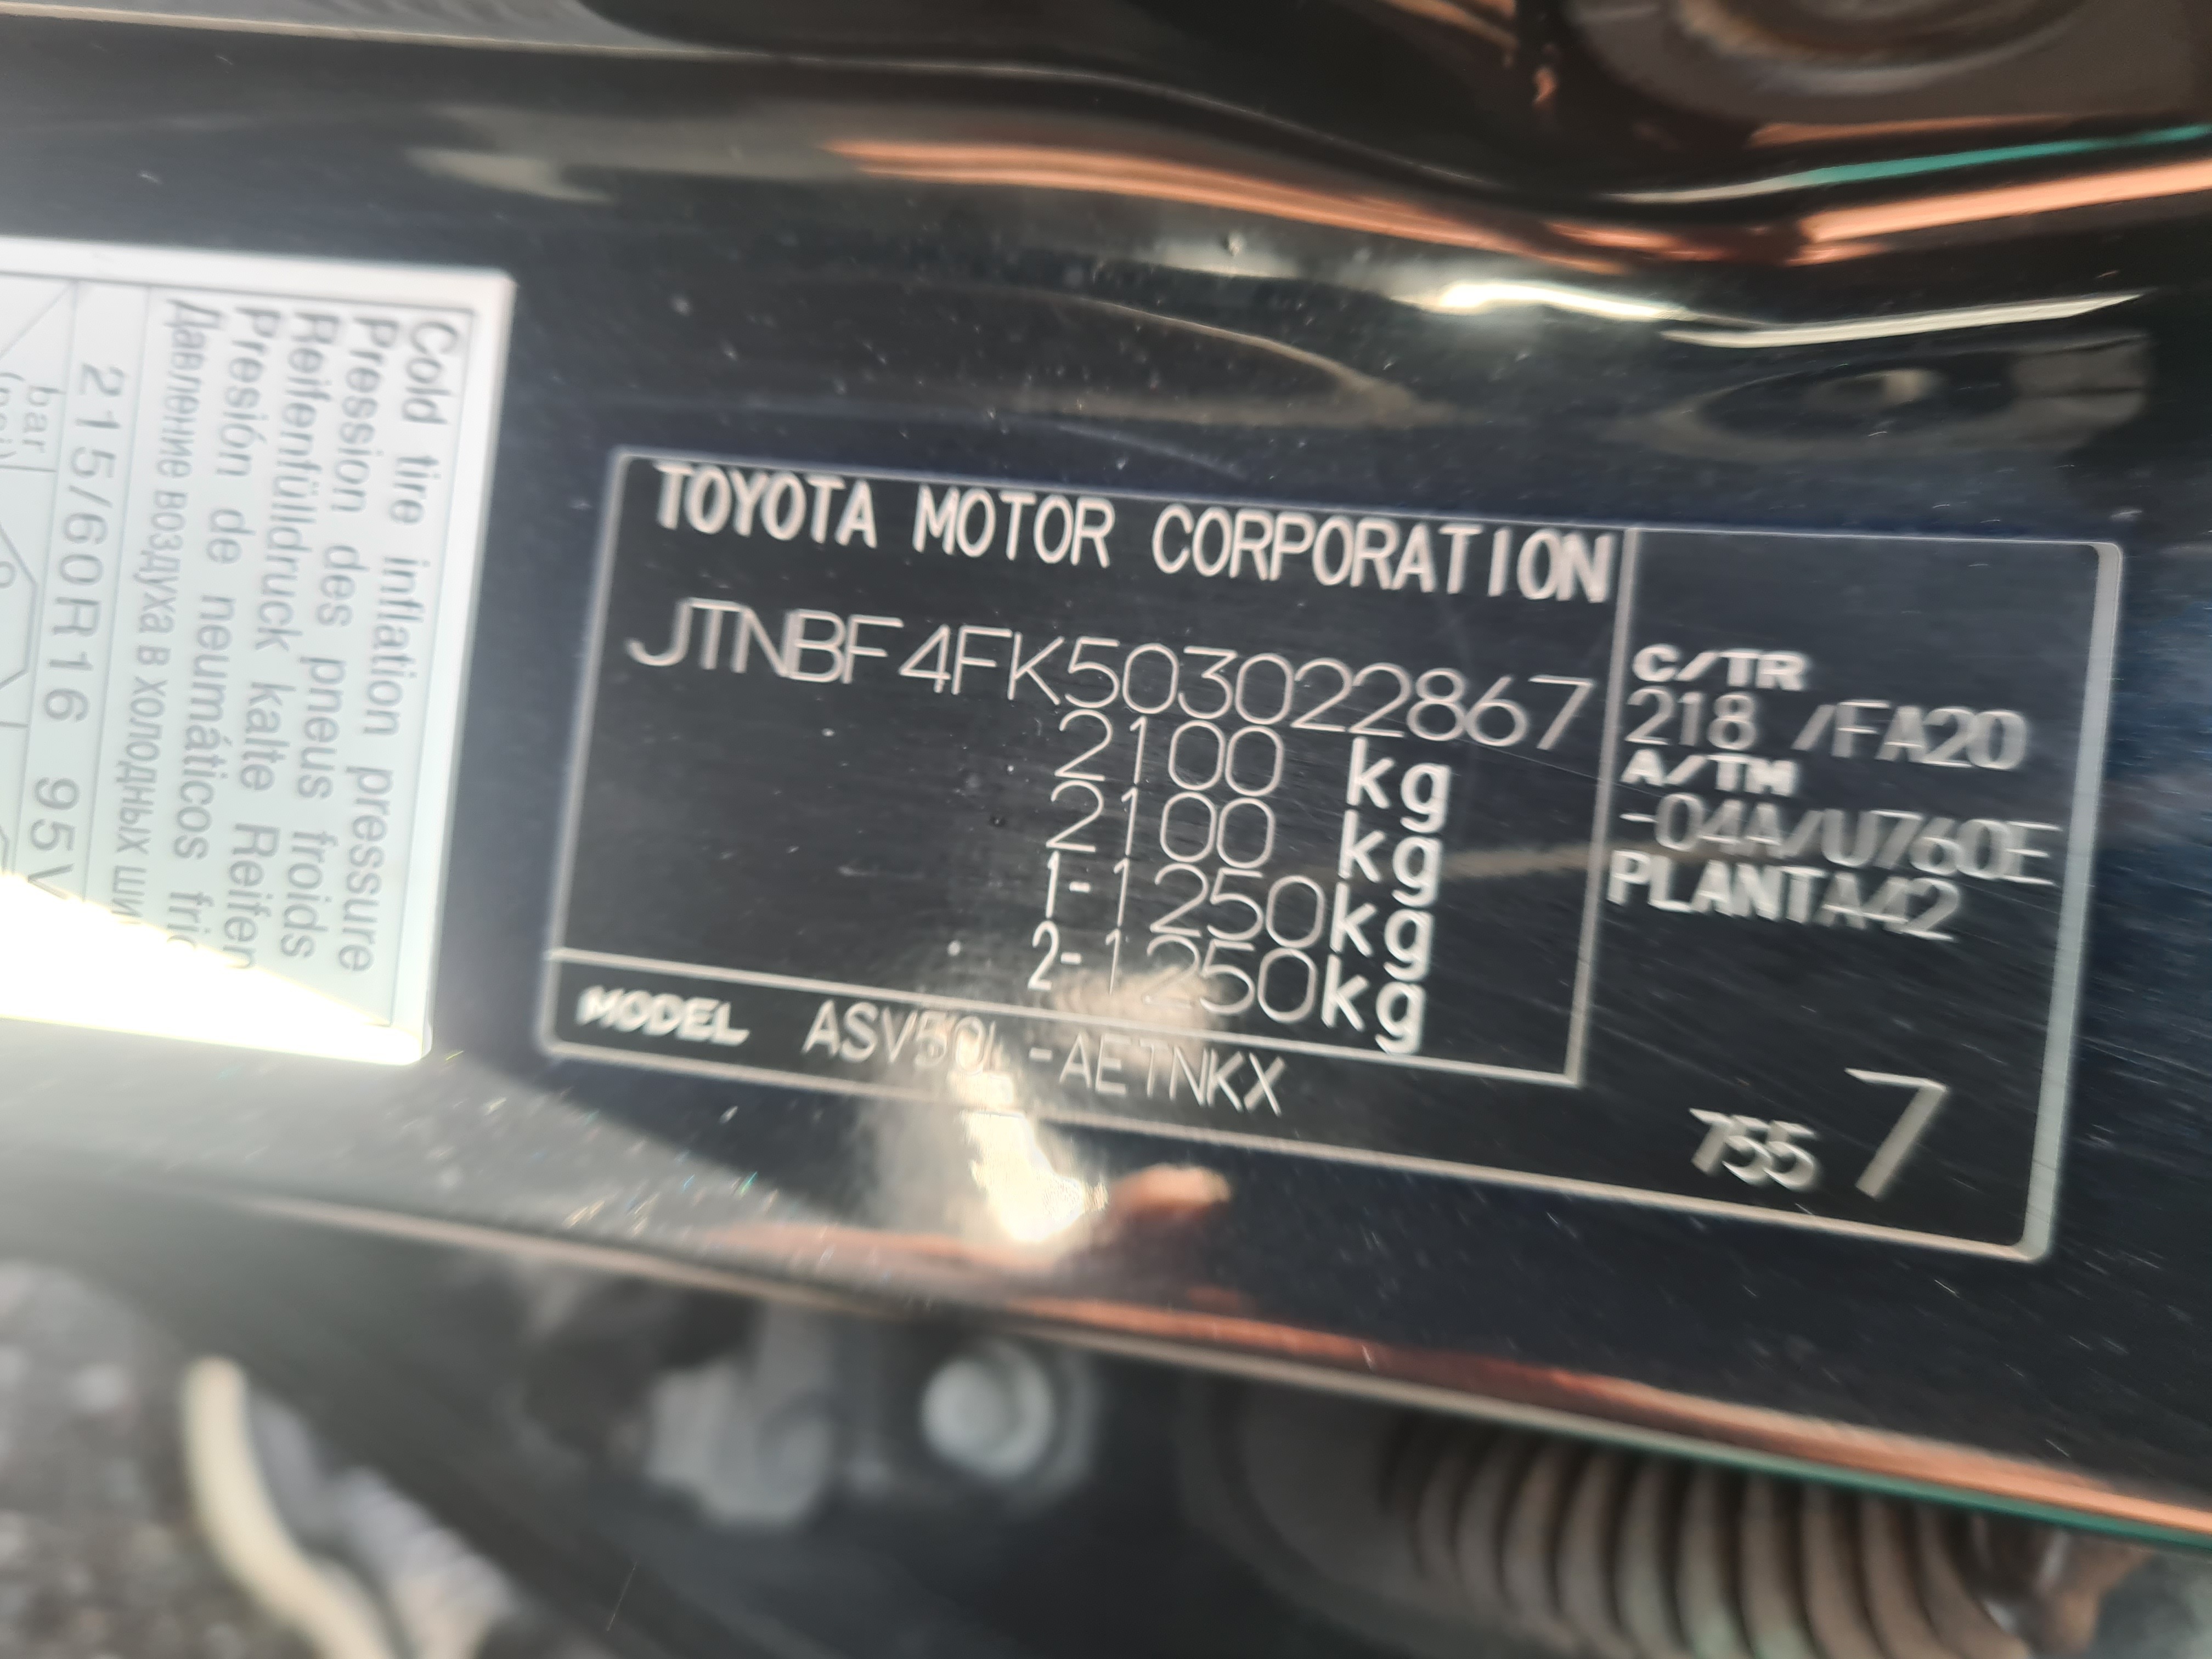 TOYOTA MOTOR CORPORATION
JTNBF4FK503022867
2100 kg
2100 kg
1-1250kg
2-1250kg
MODEL ASV50L-AETNKX
C/TR
218 /FA20
A/TM
-04A/U760E
PLANTA42
755 7
Cold tire inflation pressure
Pression des pneus froids
Reifenfülldruck kalte Reifen
Presión de neumáticos
Давление воздуха в холодных
215/60R16 95V
bar